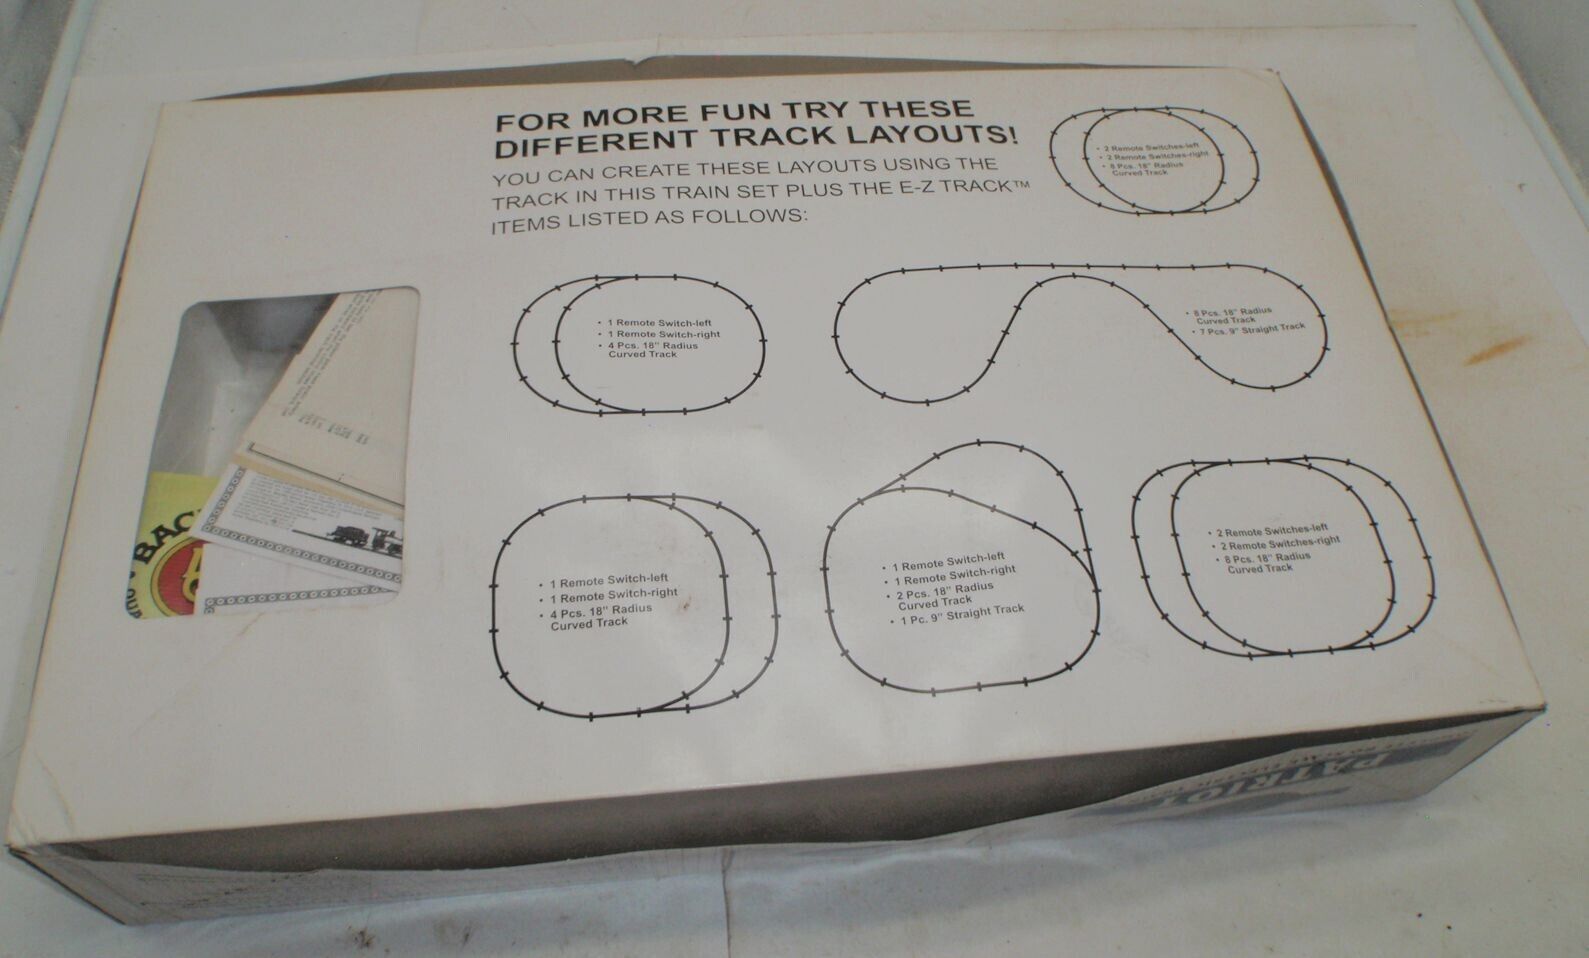 FOR MORE FUN TRY THESE
DIFFERENT TRACK LAYOUTS!
YOU CAN CREATE THESE LAYOUTS USING THE
TRACK IN THIS TRAIN SET PLUS THE E-Z TRACK™
ITEMS LISTED AS FOLLOWS:
• 2 Remote Switches-left
• 2 Remote Switches-right
• 8 Pcs. 18" Radius
Curved Track
• 1 Remote Switch-left
• 1 Remote Switch-right
• 4 Pcs. 18" Radius
Curved Track
• 8 Pcs. 18" Radius
Curved Track
• 7 Pcs. 9" Straight Track
• 1 Remote Switch-left
• 1 Remote Switch-right
• 4 Pcs. 18" Radius
Curved Track
• 1 Remote Switch-left
• 1 Remote Switch-right
• 2 Pcs. 18" Radius
Curved Track
• 1 Pc. 9" Straight Track
• 2 Remote Switches-left
• 2 Remote Switches-right
• 8 Pcs. 18" Radius
Curved Track
BAC
PATRIOT